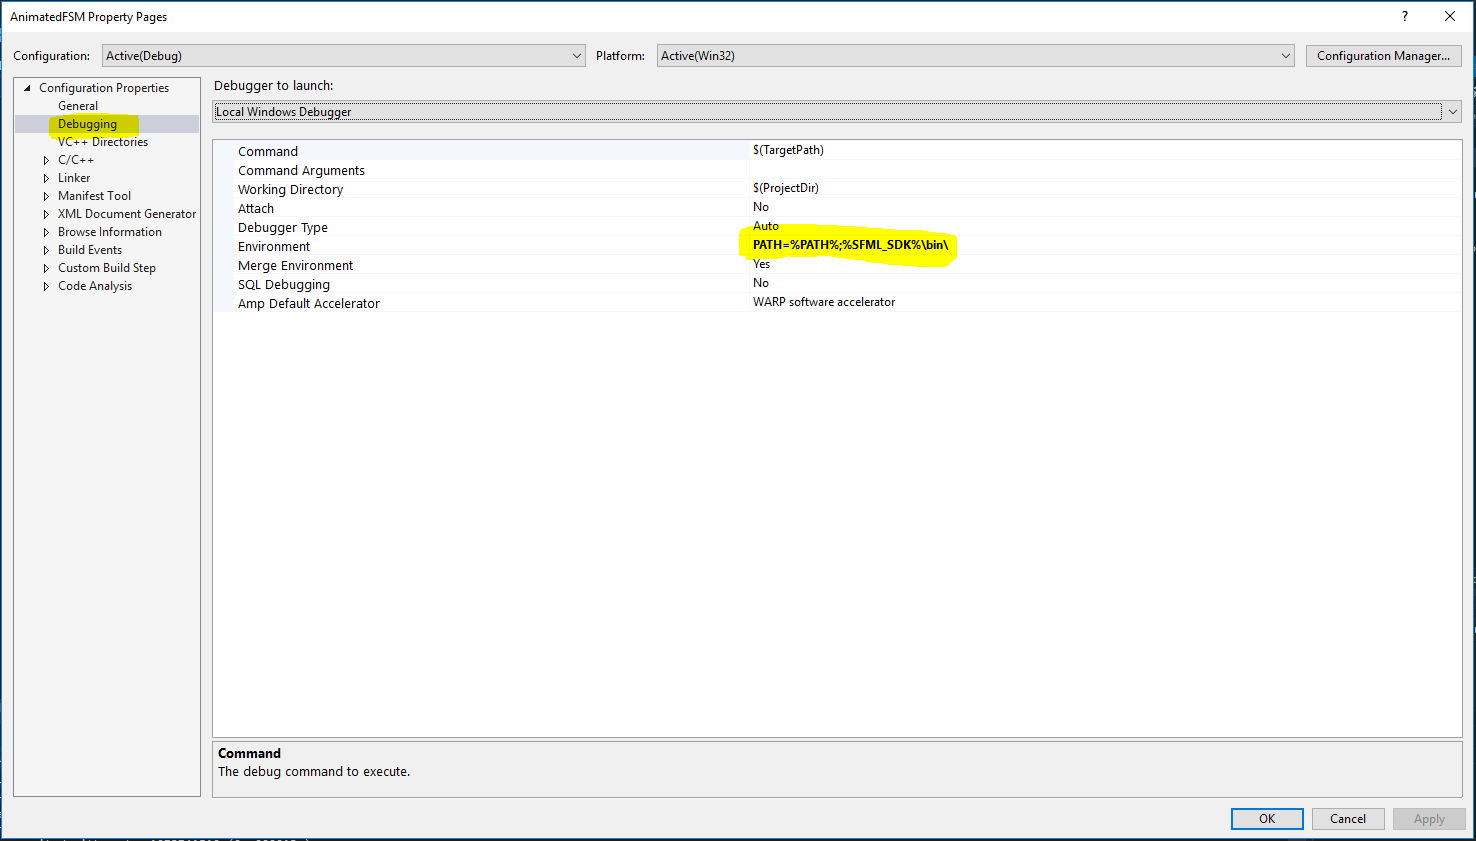 AnimatedFSM Property Pages
?
Configuration: Active(Debug) Platform: Active(Win32) Configuration Manager...
Configuration Properties
General
Debugging
VC++ Directories
C/C++
Linker
Manifest Tool
XML Document Generator
Browse Information
Build Events
Custom Build Step
Code Analysis
Debugger to launch:
Local Windows Debugger
Command $(TargetPath)
Command Arguments
Working Directory $(ProjectDir)
Attach No
Debugger Type Auto
Environment PATH=%PATH%;%SFML_SDK%\bin\
Merge Environment Yes
SQL Debugging No
Amp Default Accelerator WARP software accelerator
Command
The debug command to execute.
OK Cancel Apply